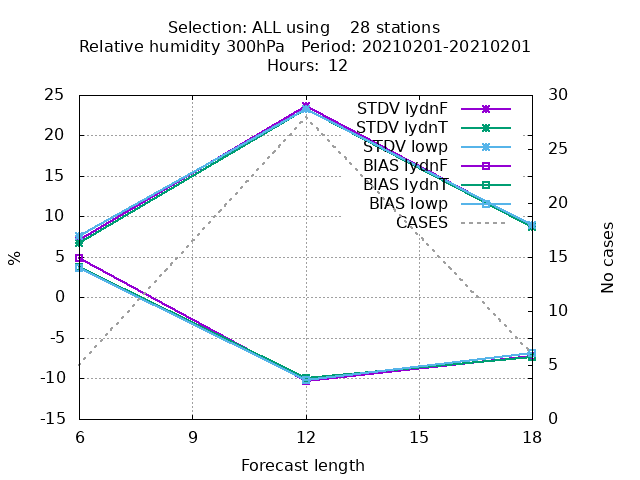 Selection: ALL using    28 stations
Relative humidity 300hPa   Period: 20210201-20210201
Hours: 12
25
20
15
10
5
0
-5
-10
-15
%
30
25
20
15
10
5
0
No cases
STDV lydnF
STDV lydnT
STDV lowp
BIAS lydnF
BIAS lydnT
BIAS lowp
CASES
6
9
12
15
18
Forecast length